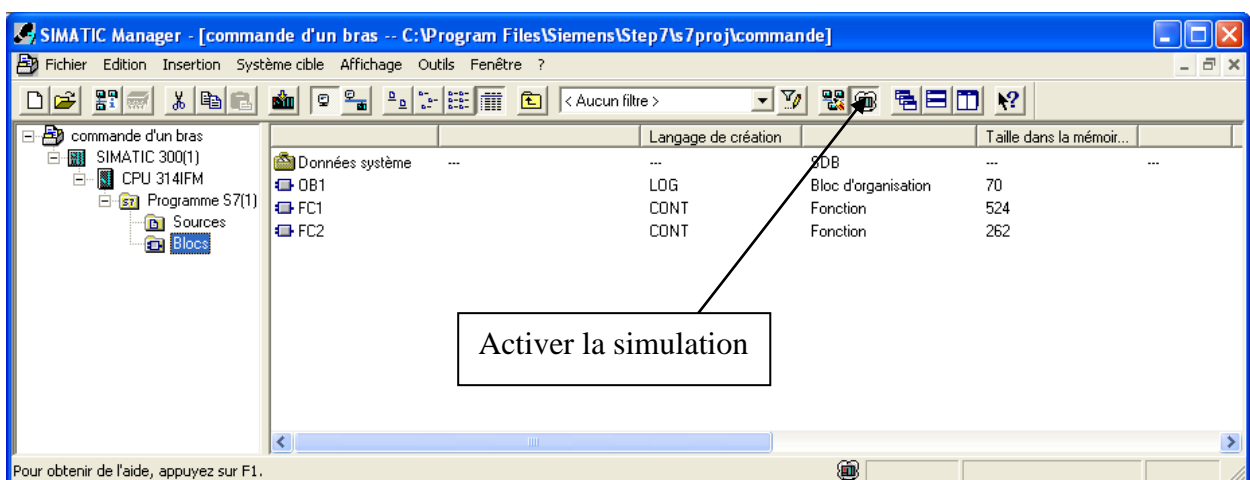 SIMATIC Manager - [commande d'un bras -- C:\Program Files\Siemens\Step7\s7proj\commande]
Fichier Edition Insertion Système cible Affichage Outils Fenêtre ?
< Aucun filtre >
commande d'un bras
SIMATIC 300(1)
CPU 314IFM
Programme S7(1)
Sources
Blocs
Langage de création Taille dans la mémoir...
Données système --- --- SDB --- ---
OB1 LOG Bloc d'organisation 70
FC1 CONT Fonction 524
FC2 CONT Fonction 262
Activer la simulation
Pour obtenir de l'aide, appuyez sur F1.